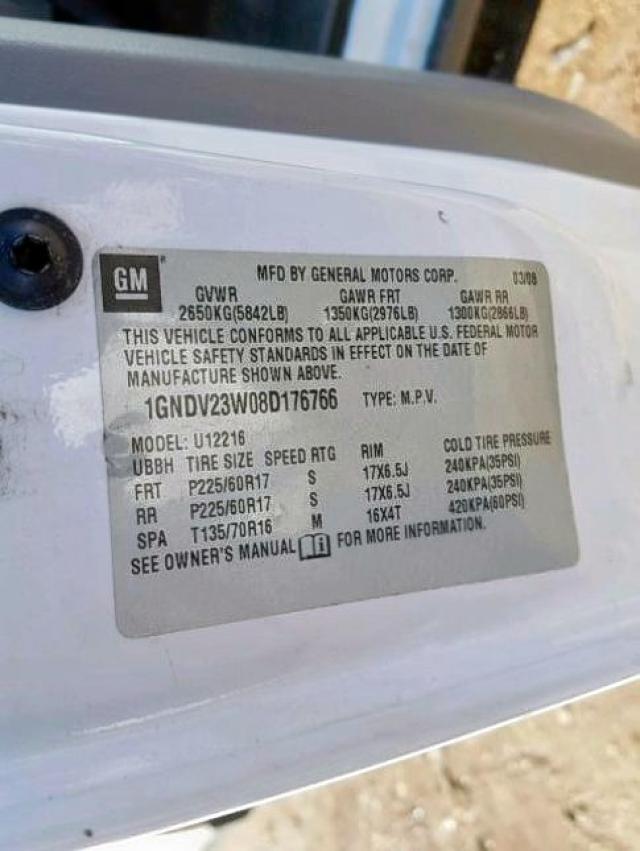 GM ® MFD BY GENERAL MOTORS CORP. 03/08
GVWR GAWR FRT GAWR RR
2650KG(5842LB) 1350KG(2976LB) 1300KG(2866LB)
THIS VEHICLE CONFORMS TO ALL APPLICABLE U.S. FEDERAL MOTOR
VEHICLE SAFETY STANDARDS IN EFFECT ON THE DATE OF
MANUFACTURE SHOWN ABOVE.
1GNDV23W08D176766 TYPE: M.P.V.
MODEL: U12216
UBBH TIRE SIZE SPEED RTG RIM COLD TIRE PRESSURE
FRT P225/60R17 S 17X6.5J 240KPA(35PSI)
RR P225/60R17 S 17X6.5J 240KPA(35PSI)
SPA T135/70R16 M 16X4T 420KPA(60PSI)
SEE OWNER'S MANUAL FOR MORE INFORMATION.